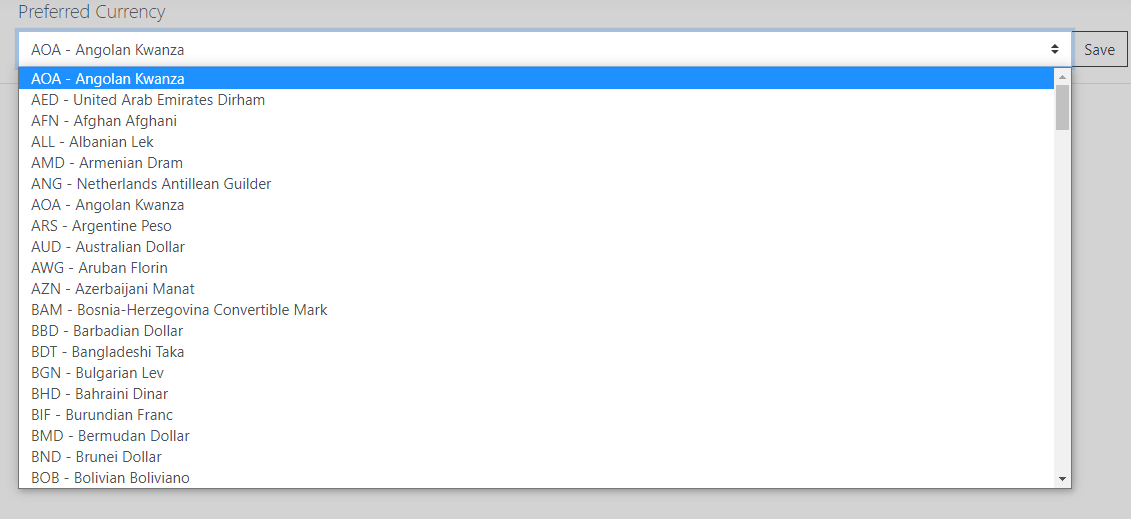 Preferred Currency
AOA - Angolan Kwanza
Save
AOA - Angolan Kwanza
AED - United Arab Emirates Dirham
AFN - Afghan Afghani
ALL - Albanian Lek
AMD - Armenian Dram
ANG - Netherlands Antillean Guilder
AOA - Angolan Kwanza
ARS - Argentine Peso
AUD - Australian Dollar
AWG - Aruban Florin
AZN - Azerbaijani Manat
BAM - Bosnia-Herzegovina Convertible Mark
BBD - Barbadian Dollar
BDT - Bangladeshi Taka
BGN - Bulgarian Lev
BHD - Bahraini Dinar
BIF - Burundian Franc
BMD - Bermudan Dollar
BND - Brunei Dollar
BOB - Bolivian Boliviano